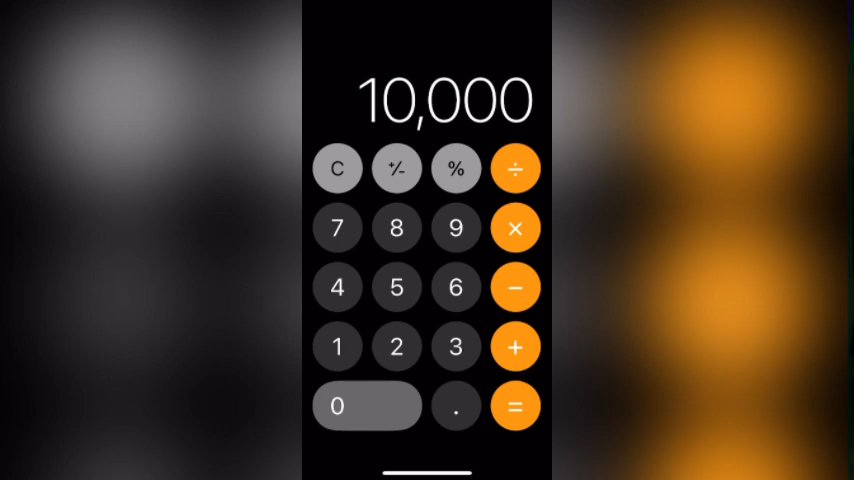 10,000
C ⁺⁄₋ % ÷
7 8 9 ×
4 5 6 −
1 2 3 +
0 . =